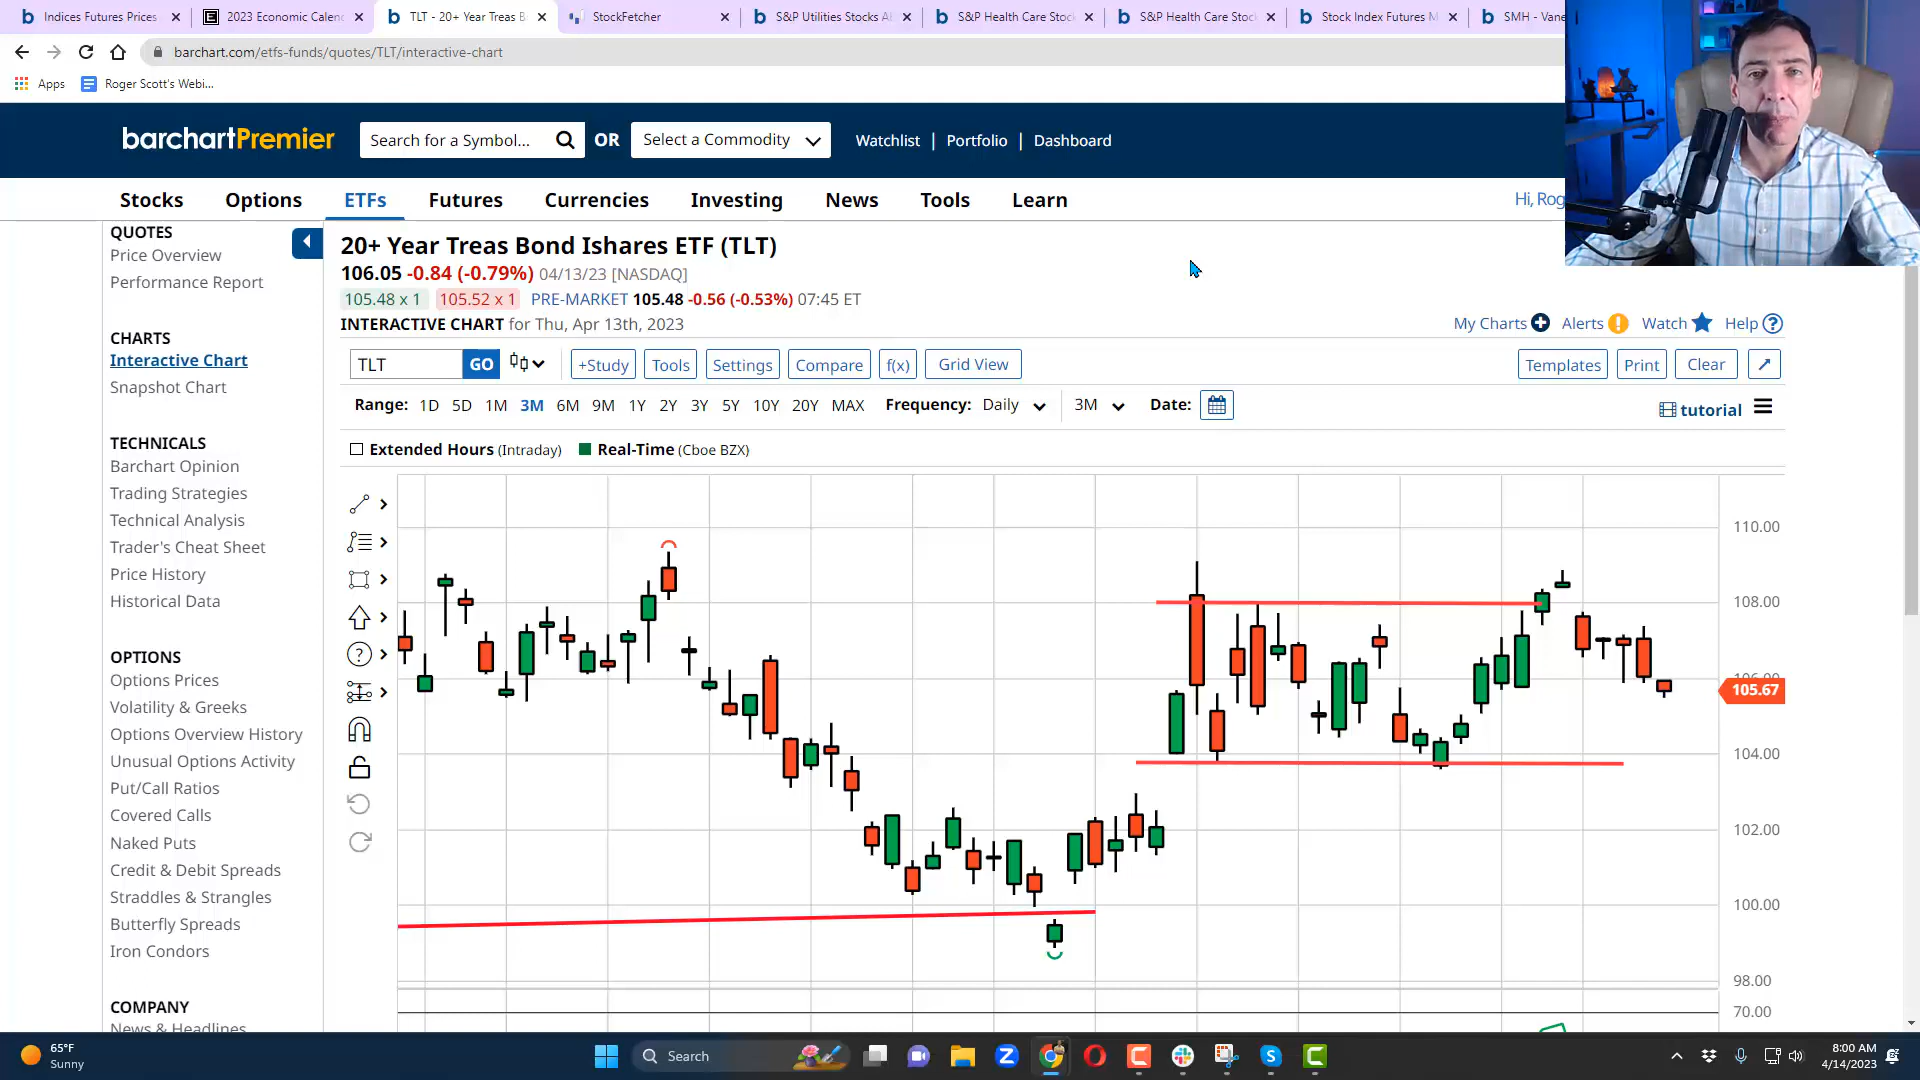 Indices Futures Prices
2023 Economic Calen
TLT - 20+ Year Treas B
StockFetcher
S&P Utilities Stocks A
S&P Health Care Stoc
S&P Health Care Stoc
Stock Index Futures M
SMH - Vane
barchart.com/etfs-funds/quotes/TLT/interactive-chart
Apps
Roger Scott's Webi...
barchartPremier
Search for a Symbol...
OR
Select a Commodity
Watchlist | Portfolio | Dashboard
Stocks
Options
ETFs
Futures
Currencies
Investing
News
Tools
Learn
Hi, Rog
QUOTES
Price Overview
Performance Report
CHARTS
Interactive Chart
Snapshot Chart
TECHNICALS
Barchart Opinion
Trading Strategies
Technical Analysis
Trader's Cheat Sheet
Price History
Historical Data
OPTIONS
Options Prices
Volatility & Greeks
Options Overview History
Unusual Options Activity
Put/Call Ratios
Covered Calls
Naked Puts
Credit & Debit Spreads
Straddles & Strangles
Butterfly Spreads
Iron Condors
COMPANY
News & Headlines
20+ Year Treas Bond Ishares ETF (TLT)
106.05 -0.84 (-0.79%) 04/13/23 [NASDAQ]
105.48 x 1 105.52 x 1 PRE-MARKET 105.48 -0.56 (-0.53%) 07:45 ET
INTERACTIVE CHART for Thu, Apr 13th, 2023
My Charts
Alerts
Watch
Help
TLT
GO
+Study
Tools
Settings
Compare
f(x)
Grid View
Templates
Print
Clear
Range: 1D 5D 1M 3M 6M 9M 1Y 2Y 3Y 5Y 10Y 20Y MAX
Frequency: Daily
3M
Date:
tutorial
Extended Hours (Intraday)
Real-Time (Cboe BZX)
110.00
108.00
106.00
105.67
104.00
102.00
100.00
98.00
70.00
65°F
Sunny
Search
8:00 AM
4/14/2023